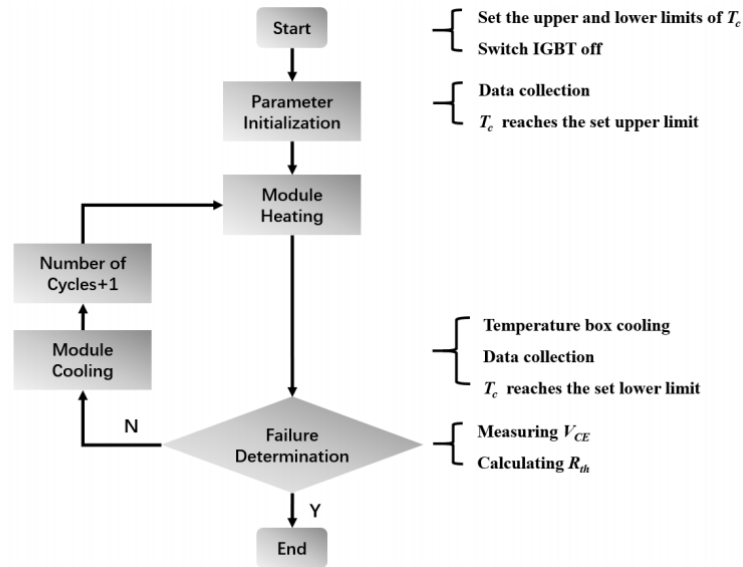 Start
Set the upper and lower limits of Tc
Switch IGBT off
Parameter
Initialization
Data collection
Tc reaches the set upper limit
Module
Heating
Number of
Cycles+1
Module
Cooling
Temperature box cooling
Data collection
Tc reaches the set lower limit
N
Failure
Determination
Measuring VCE
Calculating Rth
Y
End